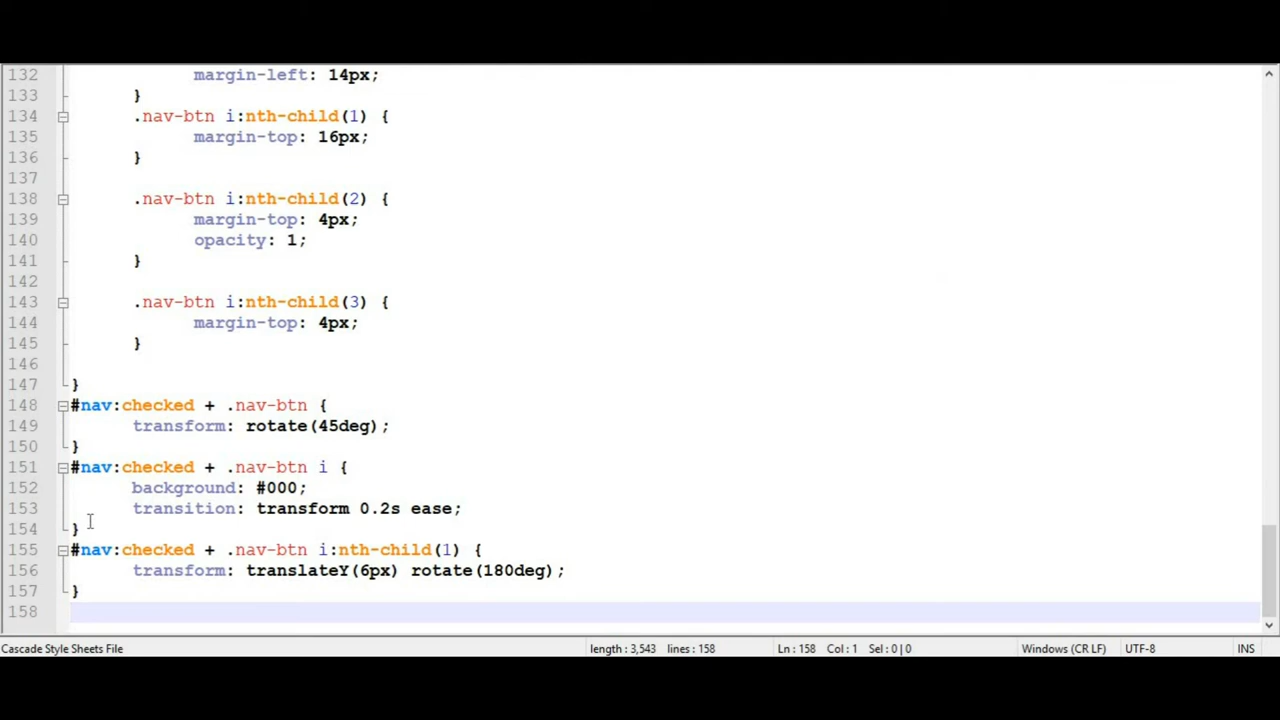 132 margin-left: 14px;
133 }
134 .nav-btn i:nth-child(1) {
135 margin-top: 16px;
136 }
137
138 .nav-btn i:nth-child(2) {
139 margin-top: 4px;
140 opacity: 1;
141 }
142
143 .nav-btn i:nth-child(3) {
144 margin-top: 4px;
145 }
146
147 }
148 #nav:checked + .nav-btn {
149 transform: rotate(45deg);
150 }
151 #nav:checked + .nav-btn i {
152 background: #000;
153 transition: transform 0.2s ease;
154 }
155 #nav:checked + .nav-btn i:nth-child(1) {
156 transform: translateY(6px) rotate(180deg);
157 }
158
Cascade Style Sheets File length : 3,543 lines : 158 Ln : 158 Col : 1 Sel : 0 | 0 Windows (CR LF) UTF-8 INS